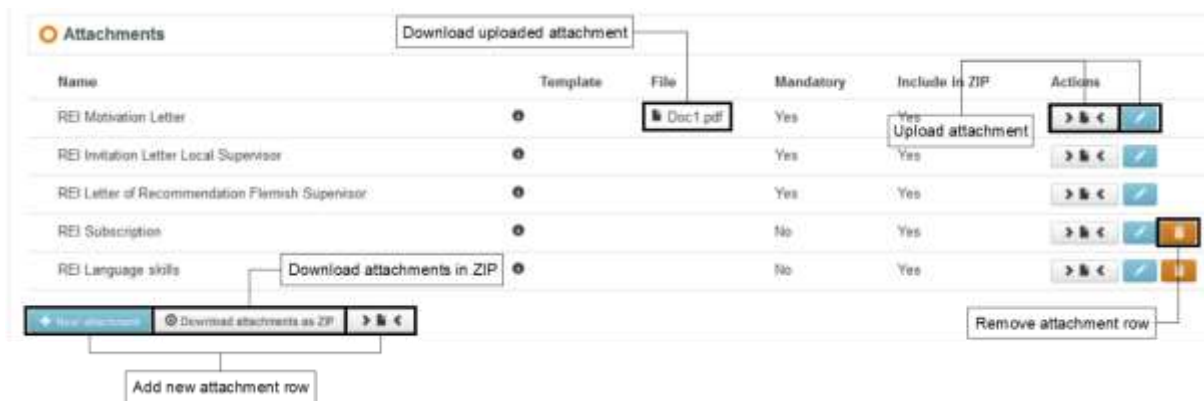 Attachments
Download uploaded attachment
Name Template File Mandatory Include in ZIP Actions
REI Motivation Letter Doc1.pdf Yes Yes
Upload attachment
REI Invitation Letter Local Supervisor Yes Yes
REI Letter of Recommendation Flemish Supervisor Yes Yes
REI Subscription No Yes
REI Language skills No Yes
Download attachments in ZIP
New attachment Download attachments as ZIP
Remove attachment row
Add new attachment row